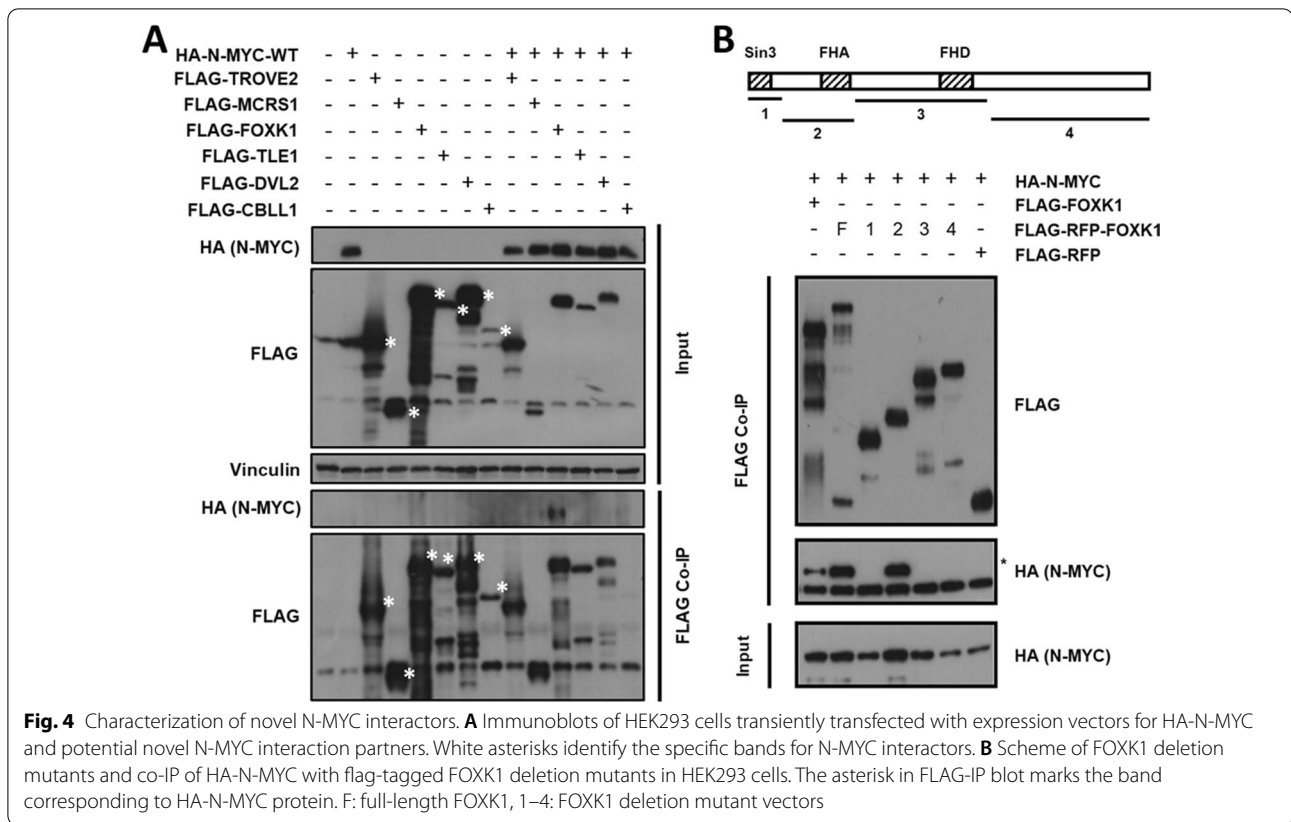 A
HA-N-MYC-WT - + - - - - - - + + + + + +
FLAG-TROVE2 - - + - - - - - + - - - - -
FLAG-MCRS1 - - - + - - - - - + - - - -
FLAG-FOXK1 - - - - + - - - - - + - - -
FLAG-TLE1 - - - - - + - - - - - + - -
FLAG-DVL2 - - - - - - + - - - - - + -
FLAG-CBLL1 - - - - - - - + - - - - - +
HA (N-MYC)
FLAG
Vinculin
Input
HA (N-MYC)
FLAG
FLAG Co-IP
B
Sin3 FHA FHD
1 2 3 4
+ + + + + + + HA-N-MYC
+ - - - - - - FLAG-FOXK1
- F 1 2 3 4 - FLAG-RFP-FOXK1
- - - - - - + FLAG-RFP
FLAG Co-IP
FLAG
* HA (N-MYC)
Input
HA (N-MYC)
Fig. 4 Characterization of novel N-MYC interactors. A Immunoblots of HEK293 cells transiently transfected with expression vectors for HA-N-MYC
and potential novel N-MYC interaction partners. White asterisks identify the specific bands for N-MYC interactors. B Scheme of FOXK1 deletion
mutants and co-IP of HA-N-MYC with flag-tagged FOXK1 deletion mutants in HEK293 cells. The asterisk in FLAG-IP blot marks the band
corresponding to HA-N-MYC protein. F: full-length FOXK1, 1–4: FOXK1 deletion mutant vectors